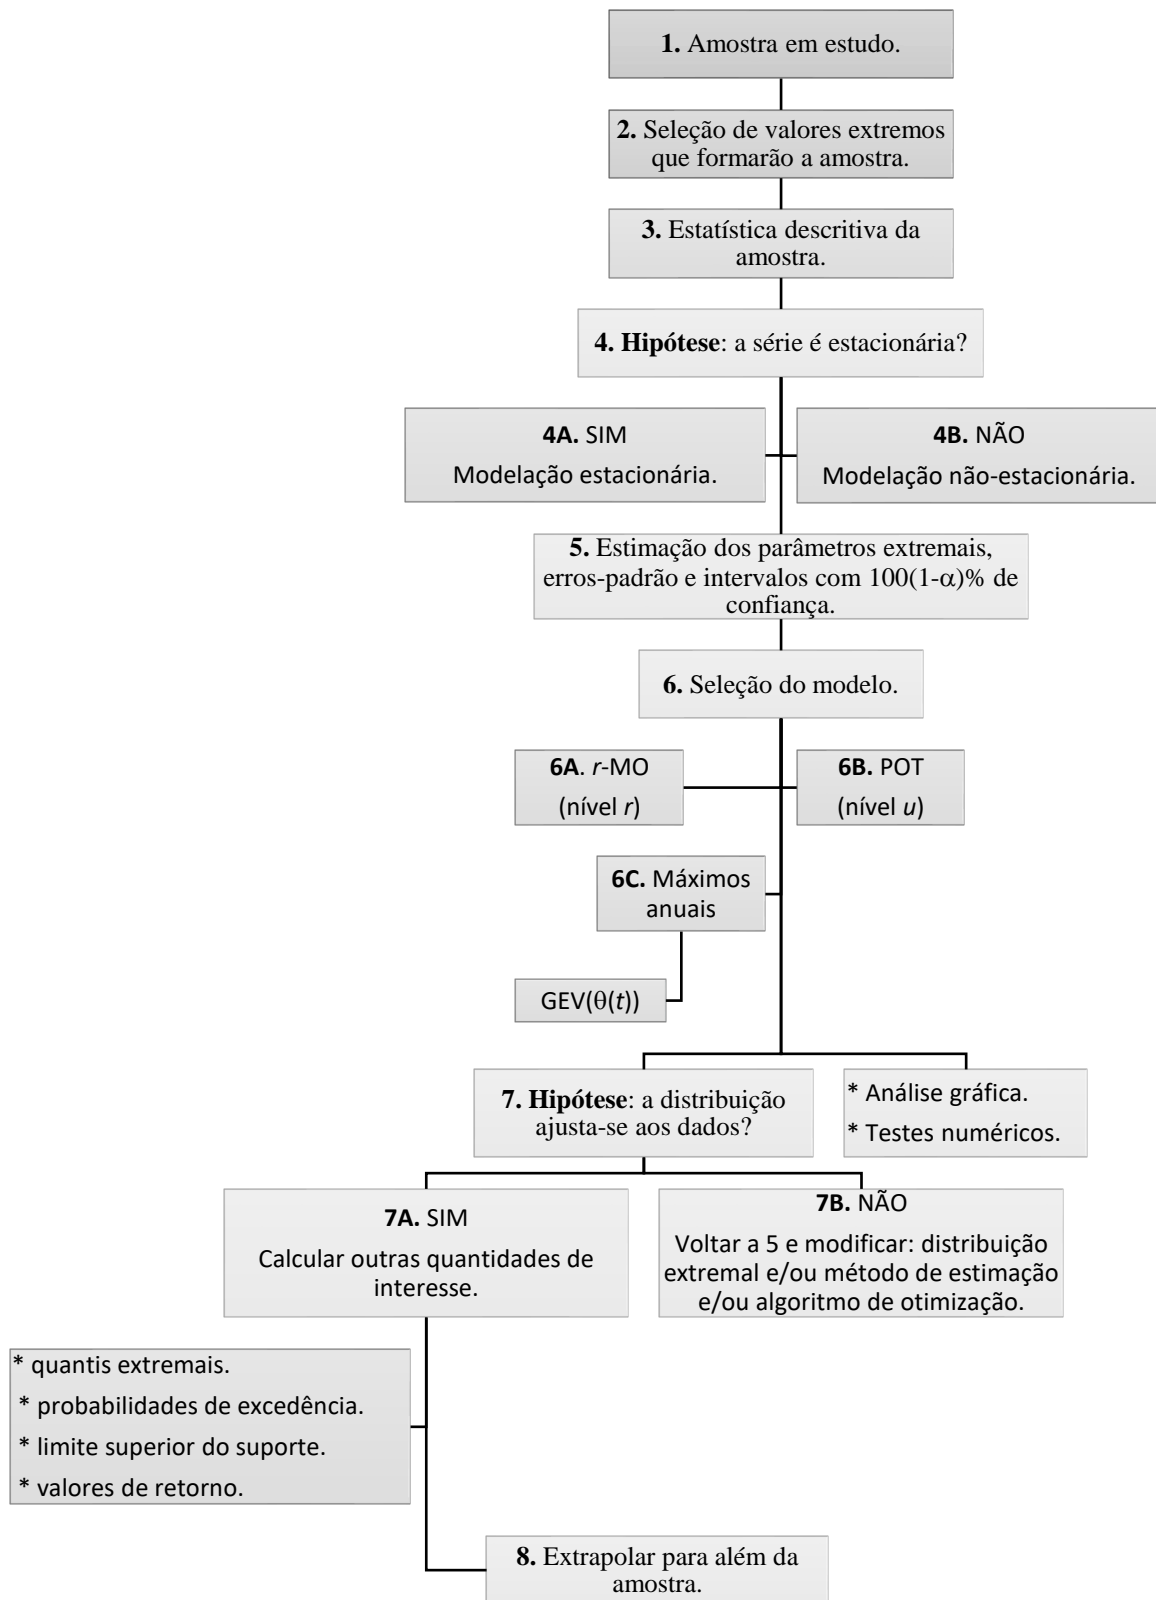 1. Amostra em estudo.
2. Seleção de valores extremos
que formarão a amostra.
3. Estatística descritiva da
amostra.
4. Hipótese: a série é estacionária?
4A. SIM
Modelação estacionária.
4B. NÃO
Modelação não-estacionária.
5. Estimação dos parâmetros extremais,
erros-padrão e intervalos com 100(1-α)% de
confiança.
6. Seleção do modelo.
6A. r-MO
(nível r)
6B. POT
(nível u)
6C. Máximos
anuais
GEV(θ(t))
7. Hipótese: a distribuição
ajusta-se aos dados?
* Análise gráfica.
* Testes numéricos.
7A. SIM
Calcular outras quantidades de
interesse.
7B. NÃO
Voltar a 5 e modificar: distribuição
extremal e/ou método de estimação
e/ou algoritmo de otimização.
* quantis extremais.
* probabilidades de excedência.
* limite superior do suporte.
* valores de retorno.
8. Extrapolar para além da
amostra.